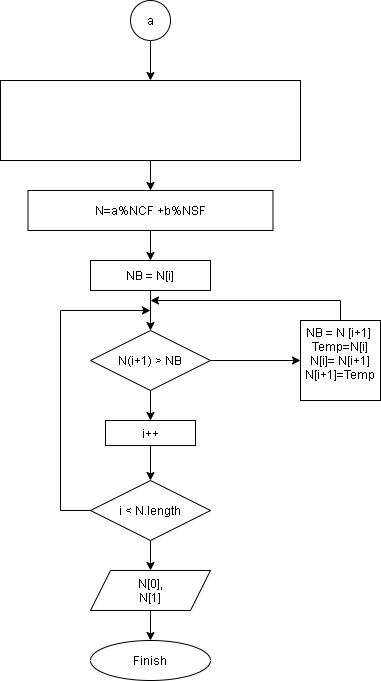 a
N=a%NCF +b%NSF
NB = N[i]
N(i+1) > NB
NB = N [i+1]
Temp=N[i]
N[i]= N[i+1]
N[i+1]=Temp
i++
i < N.length
N[0],
N[1]
Finish